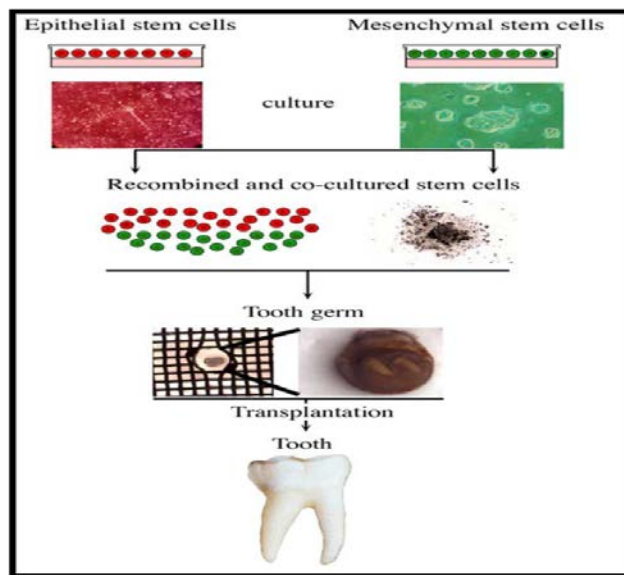 Epithelial stem cells
Mesenchymal stem cells
culture
Recombined and co-cultured stem cells
Tooth germ
Transplantation
Tooth